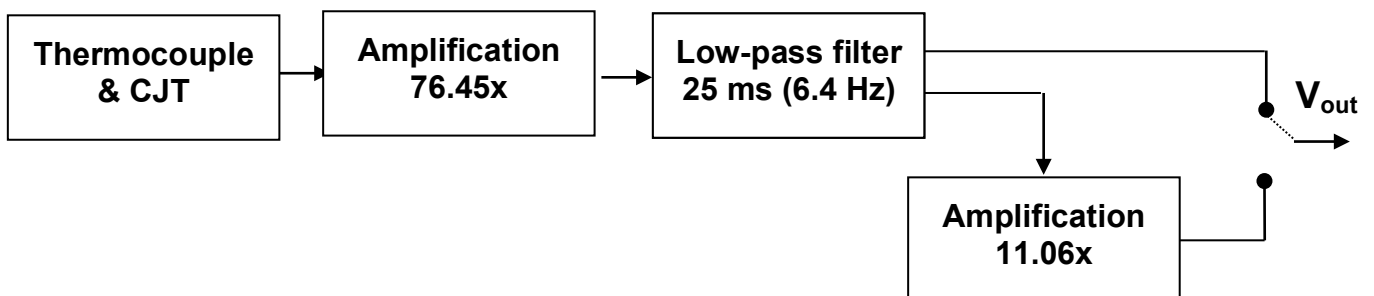 Thermocouple
& CJT
Amplification
76.45x
Low-pass filter
25 ms (6.4 Hz)
Vout
Amplification
11.06x